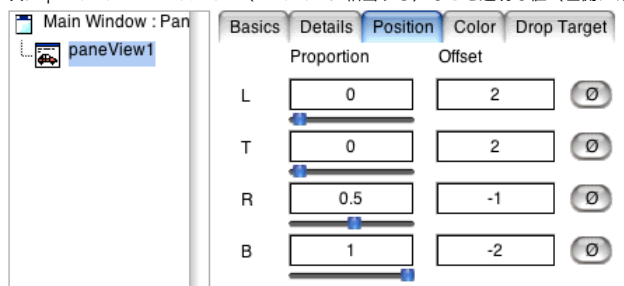 Main Window : Pan
paneView1
Basics Details Position Color Drop Target
Proportion Offset
L 0 2 Ø
T 0 2 Ø
R 0.5 -1 Ø
B 1 -2 Ø